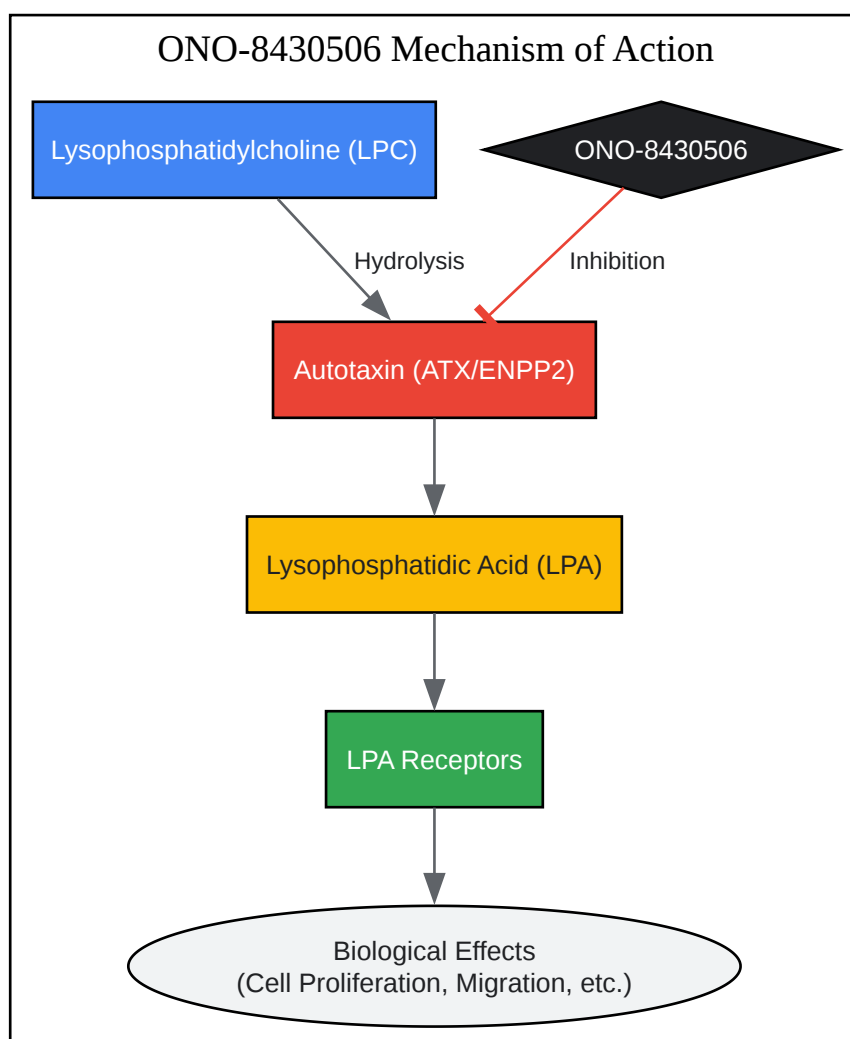 ONO-8430506 Mechanism of Action
Lysophosphatidylcholine (LPC)
ONO-8430506
Hydrolysis
Inhibition
Autotaxin (ATX/ENPP2)
Lysophosphatidic Acid (LPA)
LPA Receptors
Biological Effects
(Cell Proliferation, Migration, etc.)